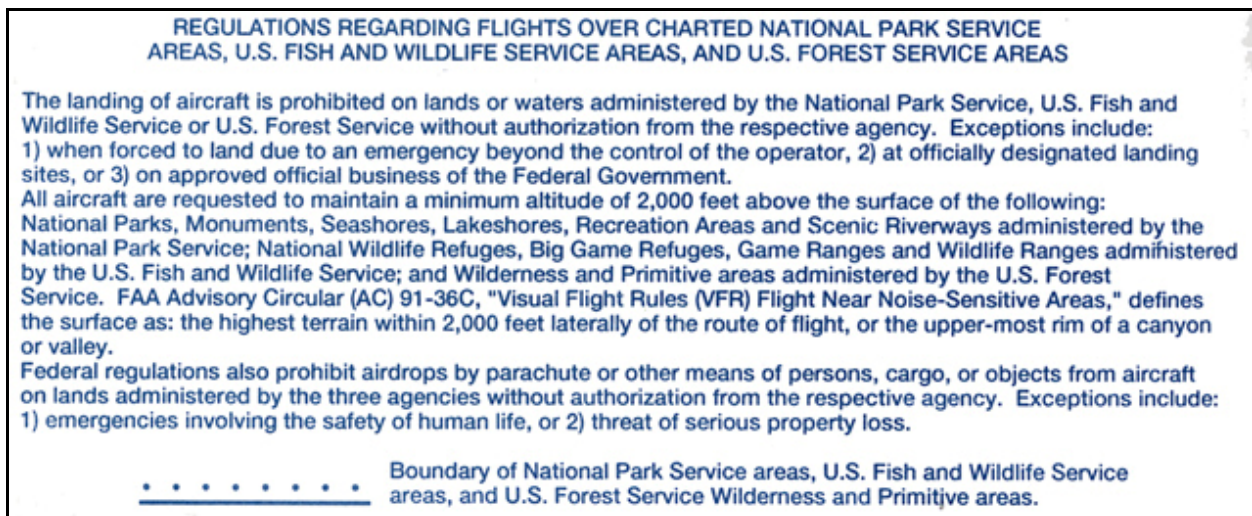 REGULATIONS REGARDING FLIGHTS OVER CHARTED NATIONAL PARK SERVICE
AREAS, U.S. FISH AND WILDLIFE SERVICE AREAS, AND U.S. FOREST SERVICE AREAS
The landing of aircraft is prohibited on lands or waters administered by the National Park Service, U.S. Fish and
Wildlife Service or U.S. Forest Service without authorization from the respective agency. Exceptions include:
1) when forced to land due to an emergency beyond the control of the operator, 2) at officially designated landing
sites, or 3) on approved official business of the Federal Government.
All aircraft are requested to maintain a minimum altitude of 2,000 feet above the surface of the following:
National Parks, Monuments, Seashores, Lakeshores, Recreation Areas and Scenic Riverways administered by the
National Park Service; National Wildlife Refuges, Big Game Refuges, Game Ranges and Wildlife Ranges administered
by the U.S. Fish and Wildlife Service; and Wilderness and Primitive areas administered by the U.S. Forest
Service. FAA Advisory Circular (AC) 91-36C, "Visual Flight Rules (VFR) Flight Near Noise-Sensitive Areas," defines
the surface as: the highest terrain within 2,000 feet laterally of the route of flight, or the upper-most rim of a canyon
or valley.
Federal regulations also prohibit airdrops by parachute or other means of persons, cargo, or objects from aircraft
on lands administered by the three agencies without authorization from the respective agency. Exceptions include:
1) emergencies involving the safety of human life, or 2) threat of serious property loss.
Boundary of National Park Service areas, U.S. Fish and Wildlife Service
areas, and U.S. Forest Service Wilderness and Primitive areas.